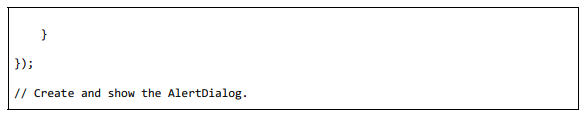 }
});
// Create and show the AlertDialog.